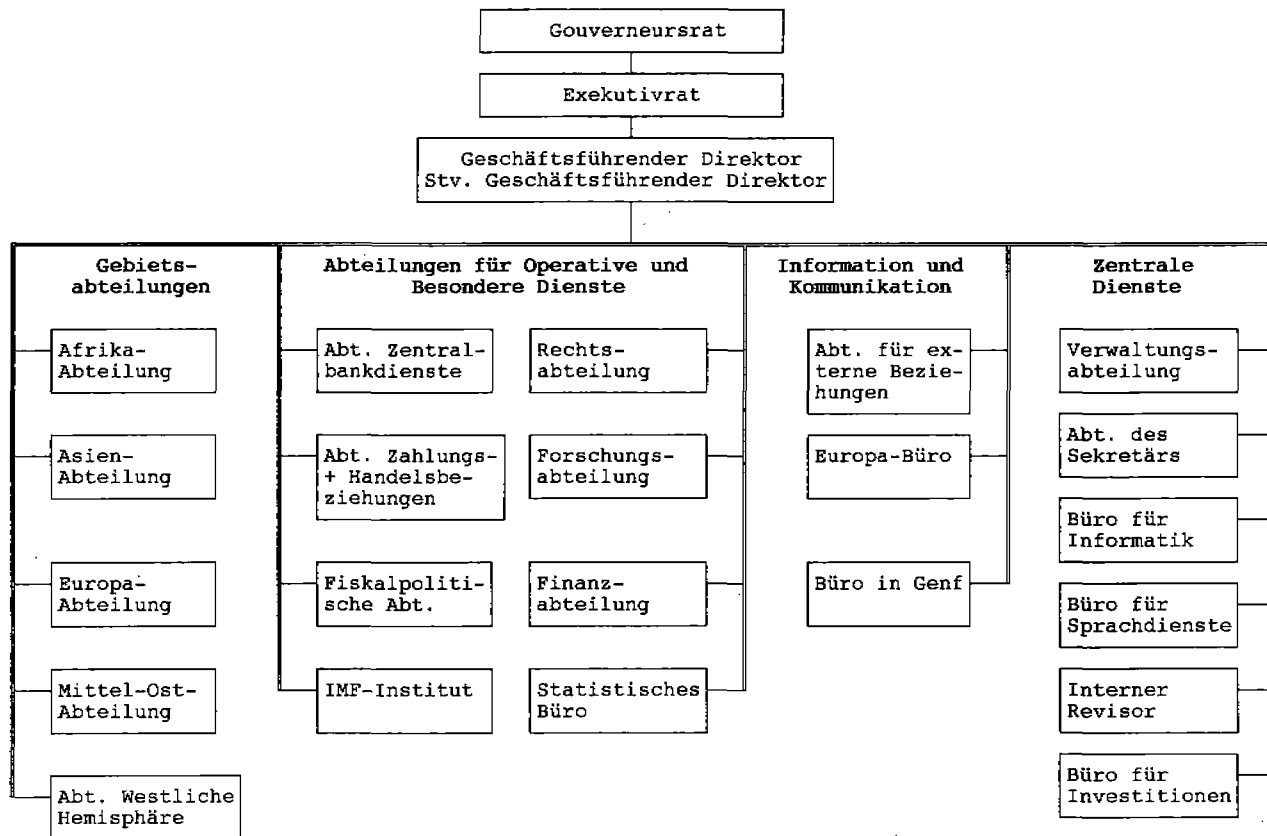 Gouverneursrat
Exekutivrat
Geschäftsführender Direktor
Stv. Geschäftsführender Direktor
Gebiets-
abteilungen
Afrika-
Abteilung
Asien-
Abteilung
Europa-
Abteilung
Mittel-Ost-
Abteilung
Abt. Westliche
Hemisphäre
Abteilungen für Operative und
Besondere Dienste
Abt. Zentral-
bankdienste
Abt. Zahlungs-
+ Handelsbe-
ziehungen
Fiskalpoliti-
sche Abt.
IMF-Institut
Rechts-
abteilung
Forschungs-
abteilung
Finanz-
abteilung
Statistisches
Büro
Information und
Kommunikation
Abt. für ex-
terne Bezie-
hungen
Europa-Büro
Büro in Genf
Zentrale
Dienste
Verwaltungs-
abteilung
Abt. des
Sekretärs
Büro für
Informatik
Büro für
Sprachdienste
Interner
Revisor
Büro für
Investitionen